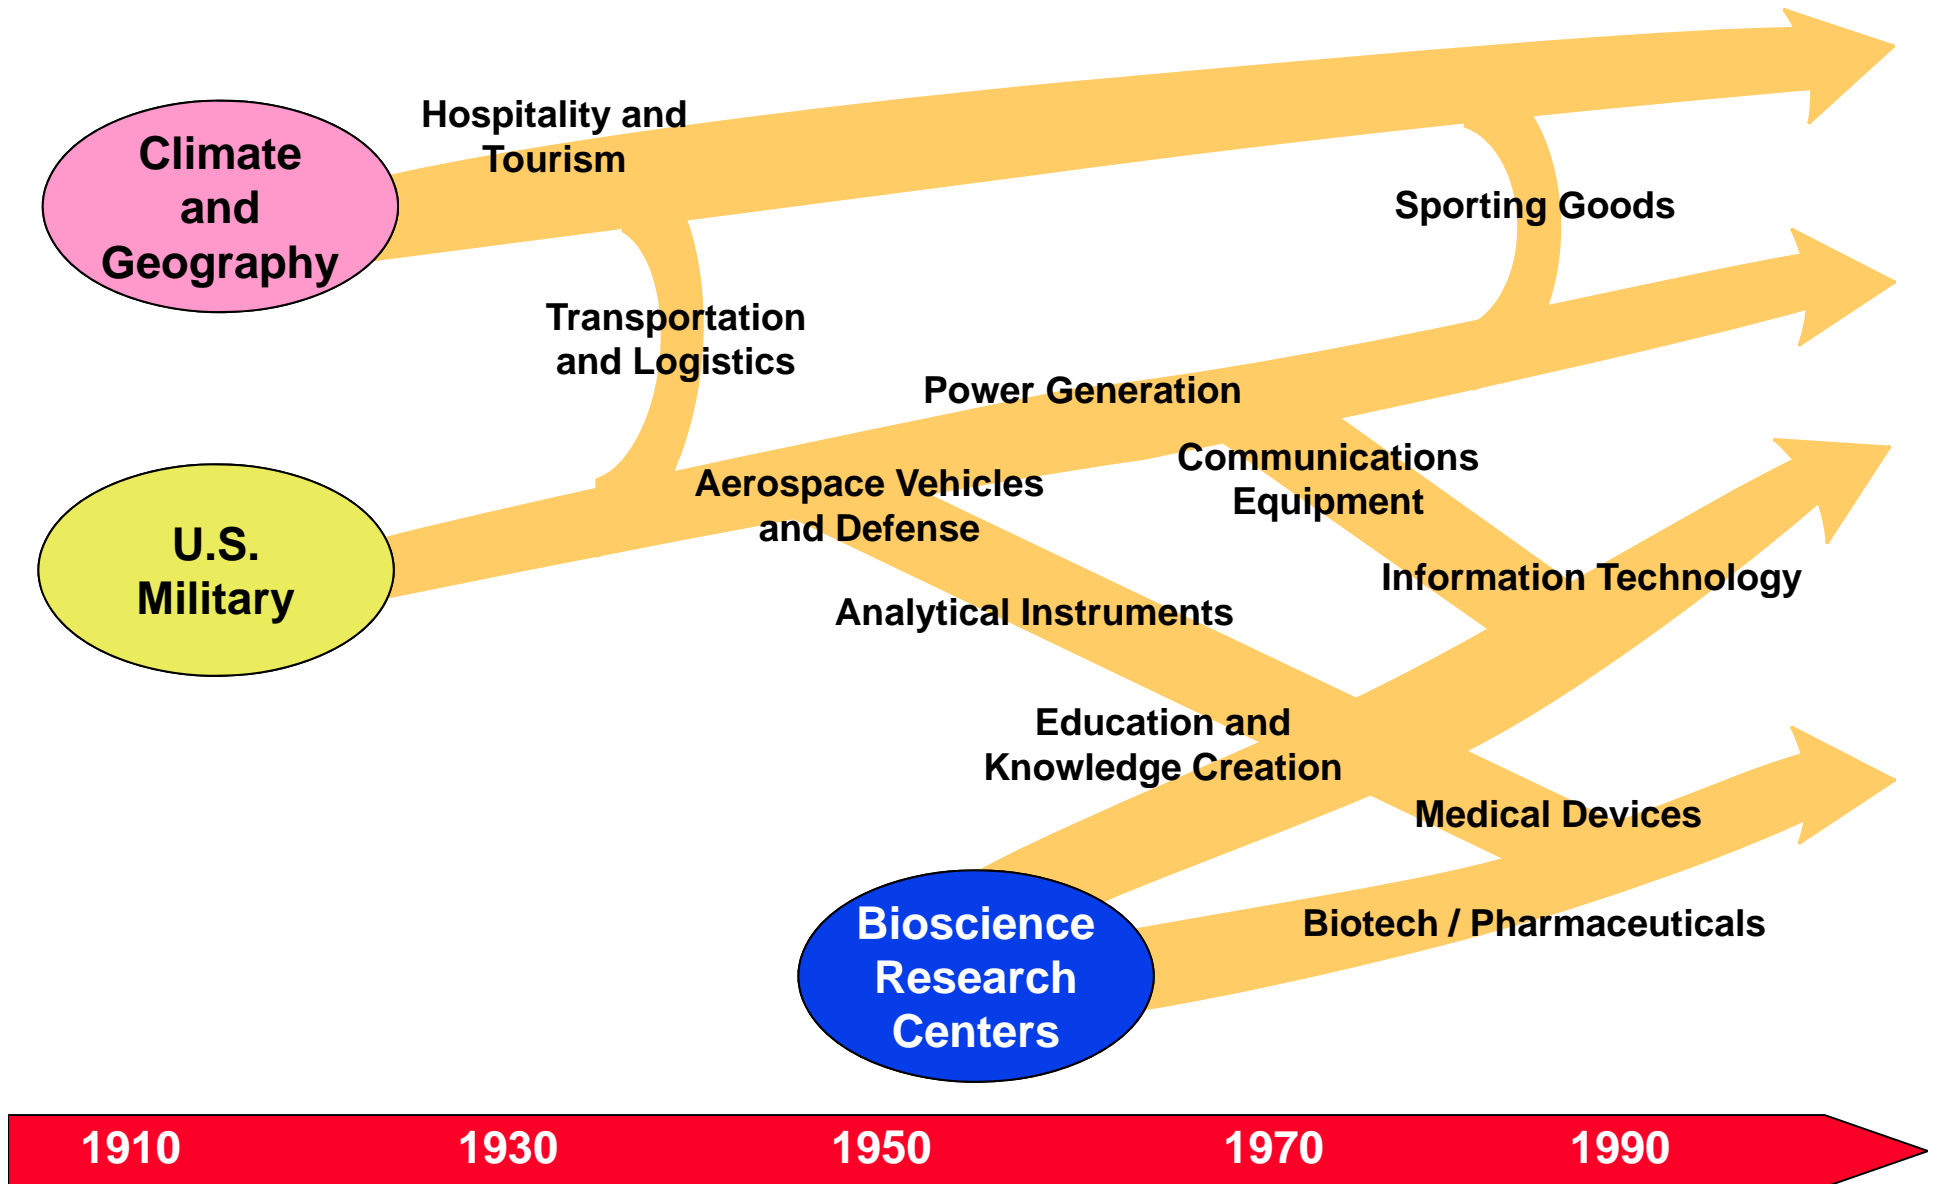 Hospitality and
Tourism
Climate
and
Geography
Sporting Goods
Transportation
and Logistics
Power Generation
Communications
Equipment
Aerospace Vehicles
and Defense
U.S.
Military
Information Technology
Analytical Instruments
Education and
Knowledge Creation
Medical Devices
Bioscience
Research
Centers
Biotech / Pharmaceuticals
1910 1930 1950 1970 1990